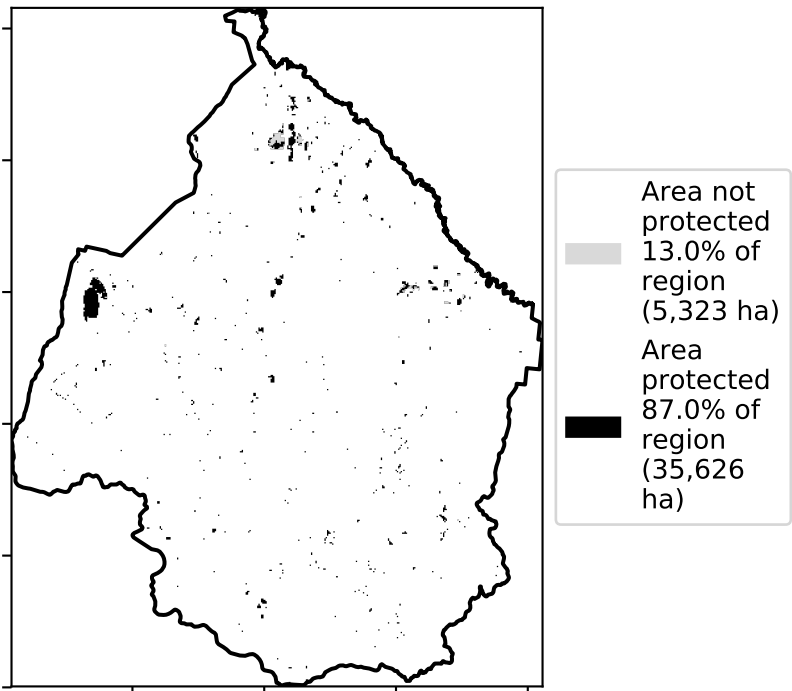 Area not
protected
13.0% of
region
(5,323 ha)
Area
protected
87.0% of
region
(35,626
ha)